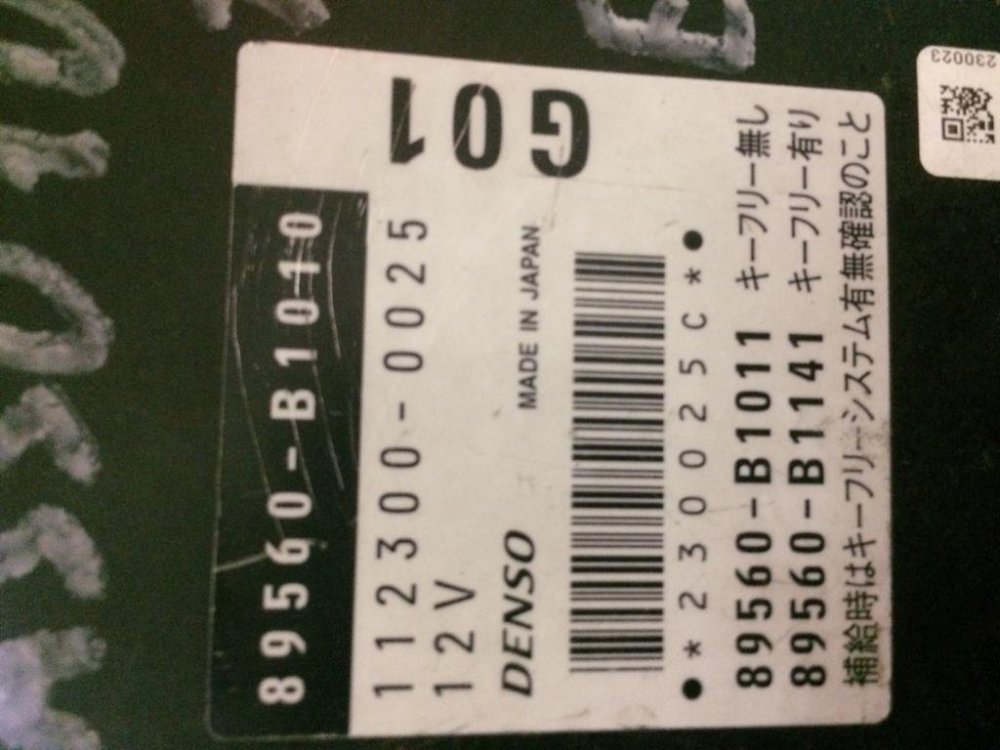 89560-B1010
G01
112300-0025
12V
DENSO
MADE IN JAPAN
* 230025C *
89560-B1011 キーフリー無し
89560-B1141 キーフリー有り
補給時はキーフリーシステム有無確認のこと
230023